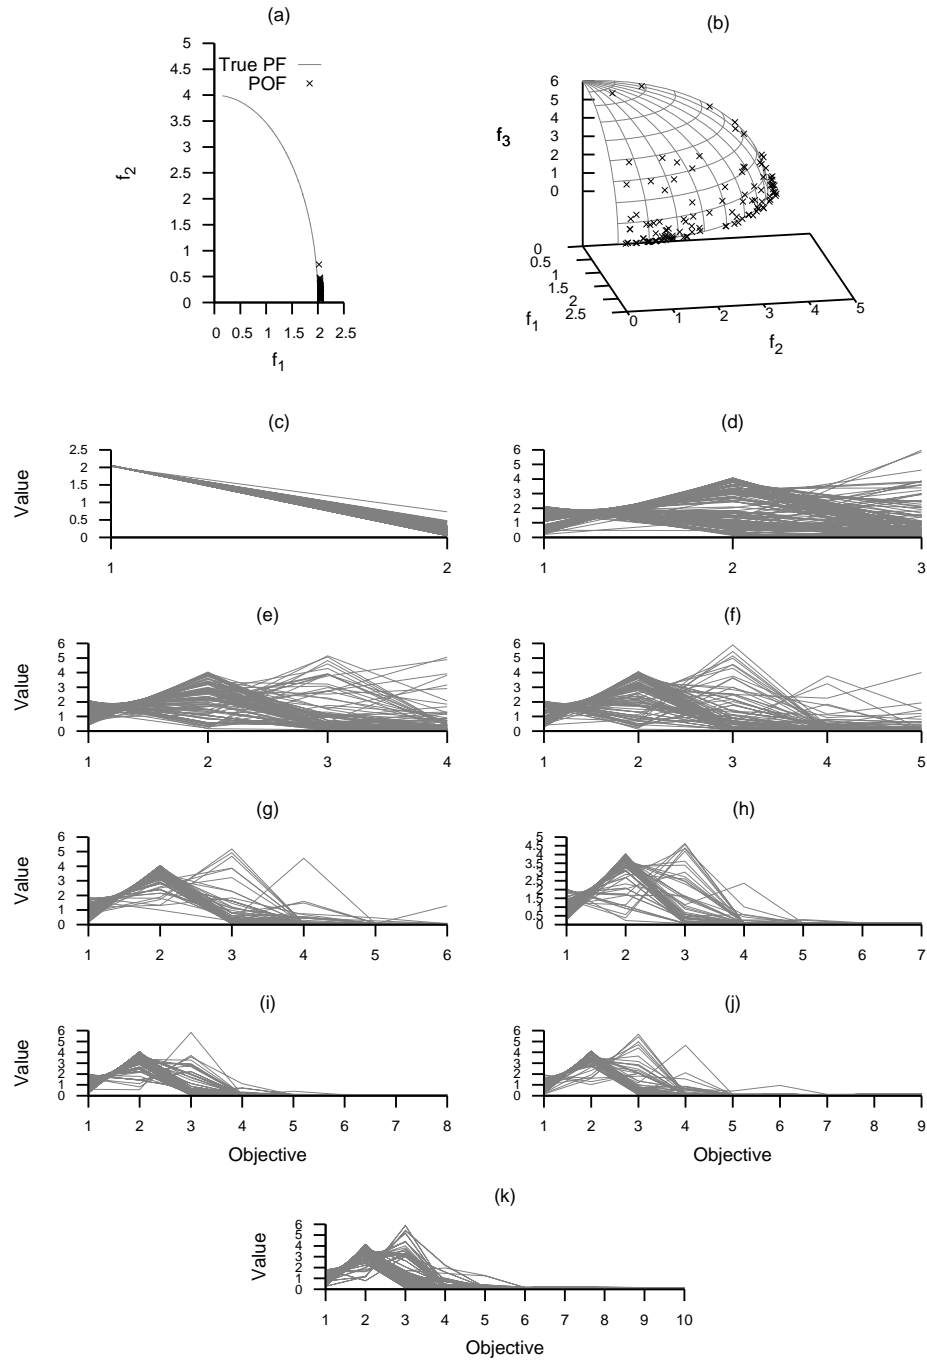 (a)
5
4.5
4
3.5
3
2.5
2
1.5
1
0.5
0
f2
True PF
POF
0 0.5 1 1.5 2 2.5
f1
(b)
6
5
4
3
2
1
0
f3
0
0.5
1
1.5
2
2.5
f1
0 1 2 3 4 5
f2
(c)
Value
2.5
2
1.5
1
0.5
0
1 2
(d)
6
5
4
3
2
1
0
1 2 3
(e)
Value
6
5
4
3
2
1
0
1 2 3 4
(f)
6
5
4
3
2
1
0
1 2 3 4 5
(g)
Value
6
5
4
3
2
1
0
1 2 3 4 5 6
(h)
5
4.5
4
3.5
3
2.5
2
1.5
1
0.5
0
1 2 3 4 5 6 7
(i)
Value
6
5
4
3
2
1
0
1 2 3 4 5 6 7 8
Objective
(j)
6
5
4
3
2
1
0
1 2 3 4 5 6 7 8 9
Objective
(k)
Value
6
5
4
3
2
1
0
1 2 3 4 5 6 7 8 9 10
Objective